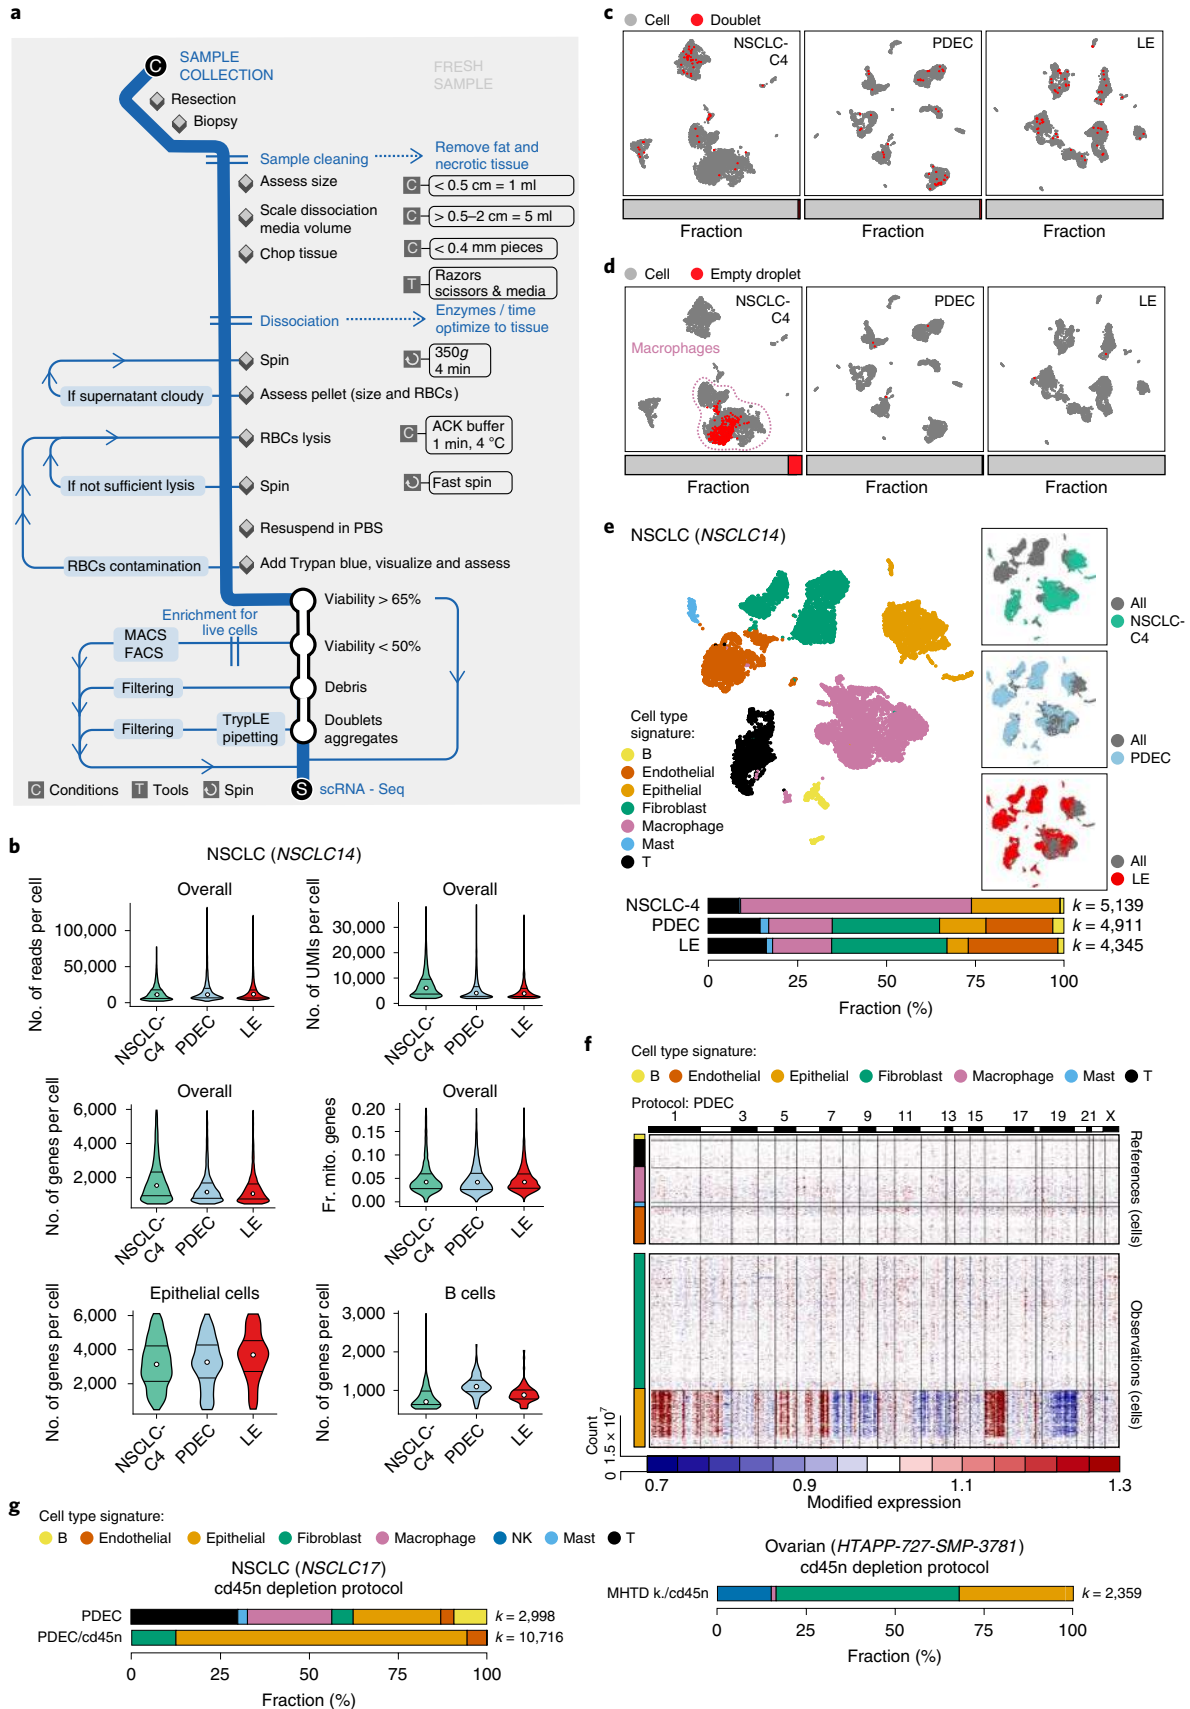 a
C
SAMPLE
COLLECTION
FRESH
SAMPLE
Resection
Biopsy
Sample cleaning
Remove fat and
necrotic tissue
Assess size
C
< 0.5 cm = 1 ml
Scale dissociation
media volume
C
> 0.5–2 cm = 5 ml
Chop tissue
C
< 0.4 mm pieces
T
Razors
scissors & media
Dissociation
Enzymes / time
optimize to tissue
Spin
350g
4 min
If supernatant cloudy
Assess pellet (size and RBCs)
RBCs lysis
C
ACK buffer
1 min, 4 °C
If not sufficient lysis
Spin
Fast spin
Resuspend in PBS
RBCs contamination
Add Trypan blue, visualize and assess
Viability > 65%
Enrichment for
live cells
MACS
FACS
Viability < 50%
Filtering
Debris
Filtering
TrypLE
pipetting
Doublets
aggregates
C Conditions
T Tools
Spin
S
scRNA - Seq
b
NSCLC (NSCLC14)
Overall
No. of reads per cell
100,000
50,000
0
NSCLC-
C4
PDEC
LE
Overall
No. of UMIs per cell
30,000
20,000
10,000
0
NSCLC-
C4
PDEC
LE
Overall
No. of genes per cell
6,000
4,000
2,000
NSCLC-
C4
PDEC
LE
Overall
Fr. mito. genes
0.20
0.15
0.10
0.05
0.00
NSCLC-
C4
PDEC
LE
Epithelial cells
No. of genes per cell
6,000
4,000
2,000
NSCLC-
C4
PDEC
LE
B cells
No. of genes per cell
3,000
2,000
1,000
NSCLC-
C4
PDEC
LE
c
Cell
Doublet
NSCLC-
C4
PDEC
LE
Fraction
Fraction
Fraction
d
Cell
Empty droplet
NSCLC-
C4
Macrophages
PDEC
LE
Fraction
Fraction
Fraction
e
NSCLC (NSCLC14)
Cell type
signature:
B
Endothelial
Epithelial
Fibroblast
Macrophage
Mast
T
All
NSCLC-
C4
All
PDEC
All
LE
NSCLC-4
k = 5,139
PDEC
k = 4,911
LE
k = 4,345
0
25
50
75
100
Fraction (%)
f
Cell type signature:
B
Endothelial
Epithelial
Fibroblast
Macrophage
Mast
T
Protocol: PDEC
1
3
5
7
9
11
13
15
17
19
21
X
References (cells)
Observations (cells)
Count
0 1.5 × 10⁷
0.7
0.9
1.1
1.3
Modified expression
g
Cell type signature:
B
Endothelial
Epithelial
Fibroblast
Macrophage
NK
Mast
T
NSCLC (NSCLC17)
cd45n depletion protocol
PDEC
k = 2,998
PDEC/cd45n
k = 10,716
0
25
50
75
100
Fraction (%)
Ovarian (HTAPP-727-SMP-3781)
cd45n depletion protocol
MHTD k./cd45n
k = 2,359
0
25
50
75
100
Fraction (%)